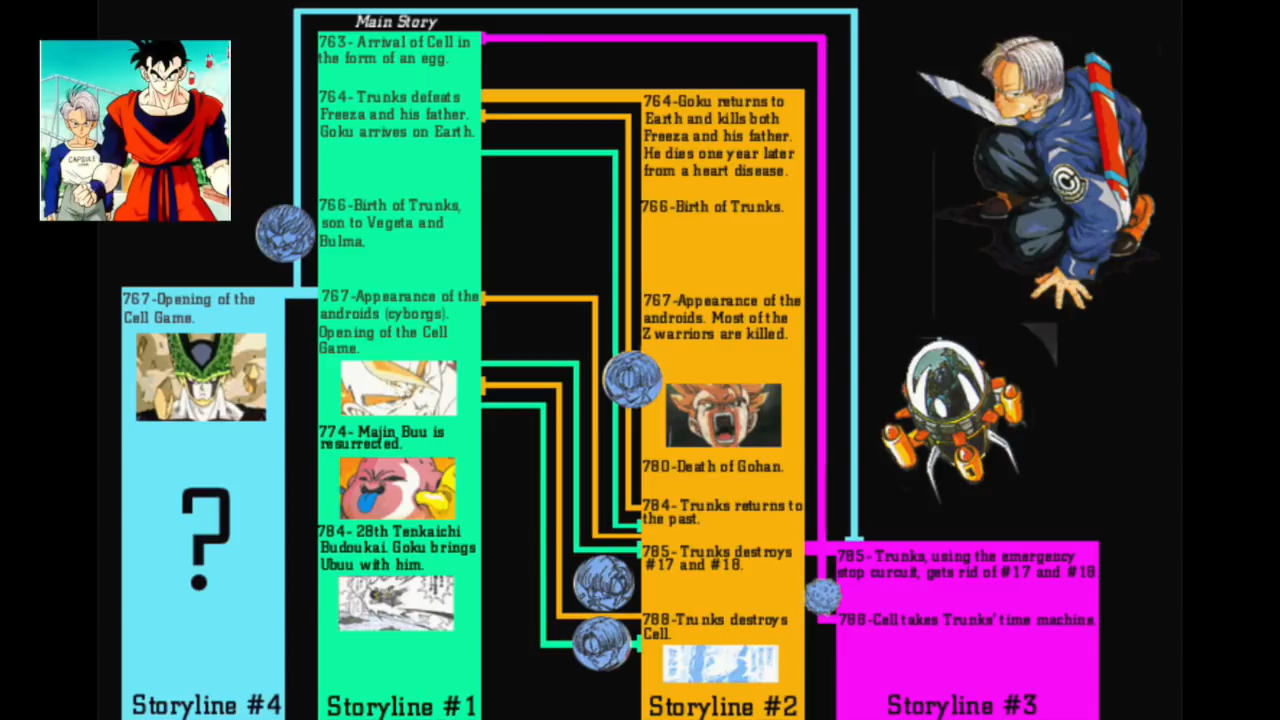 Main Story
763- Arrival of Cell in
the form of an egg.
764- Trunks defeats
Freeza and his father.
Goku arrives on Earth.
766-Birth of Trunks,
son to Vegeta and
Bulma.
767-Appearance of the
androids (cyborgs).
Opening of the Cell
Game.
774- Majin Buu is
resurrected.
784- 28th Tenkaichi
Budoukai. Goku brings
Ubuu with him.
Storyline #1
764-Goku returns to
Earth and kills both
Freeza and his father.
He dies one year later
from a heart disease.
766-Birth of Trunks.
767-Appearance of the
androids. Most of the
Z warriors are killed.
780-Death of Gohan.
784- Trunks returns to
the past.
785- Trunks destroys
#17 and #18.
788-Trunks destroys
Cell.
Storyline #2
785- Trunks, using the emergency
stop curcuit, gets rid of #17 and #18
788-Cell takes Trunks' time machine.
Storyline #3
767-Opening of the
Cell Game.
?
Storyline #4
CAPSULE